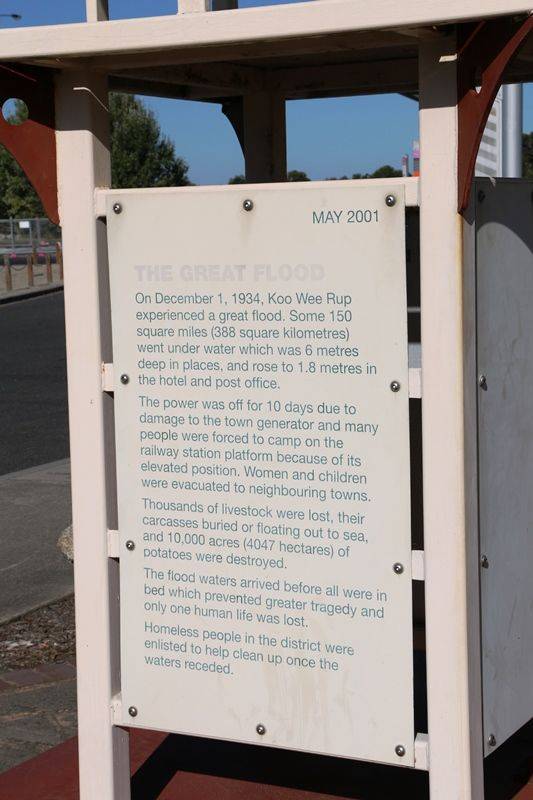 MAY 2001
THE GREAT FLOOD
On December 1, 1934, Koo Wee Rup
experienced a great flood. Some 150
square miles (388 square kilometres)
went under water which was 6 metres
deep in places, and rose to 1.8 metres in
the hotel and post office.
The power was off for 10 days due to
damage to the town generator and many
people were forced to camp on the
railway station platform because of its
elevated position. Women and children
were evacuated to neighbouring towns.
Thousands of livestock were lost, their
carcasses buried or floating out to sea,
and 10,000 acres (4047 hectares) of
potatoes were destroyed.
The flood waters arrived before all were in
bed which prevented greater tragedy and
only one human life was lost.
Homeless people in the district were
enlisted to help clean up once the
waters receded.